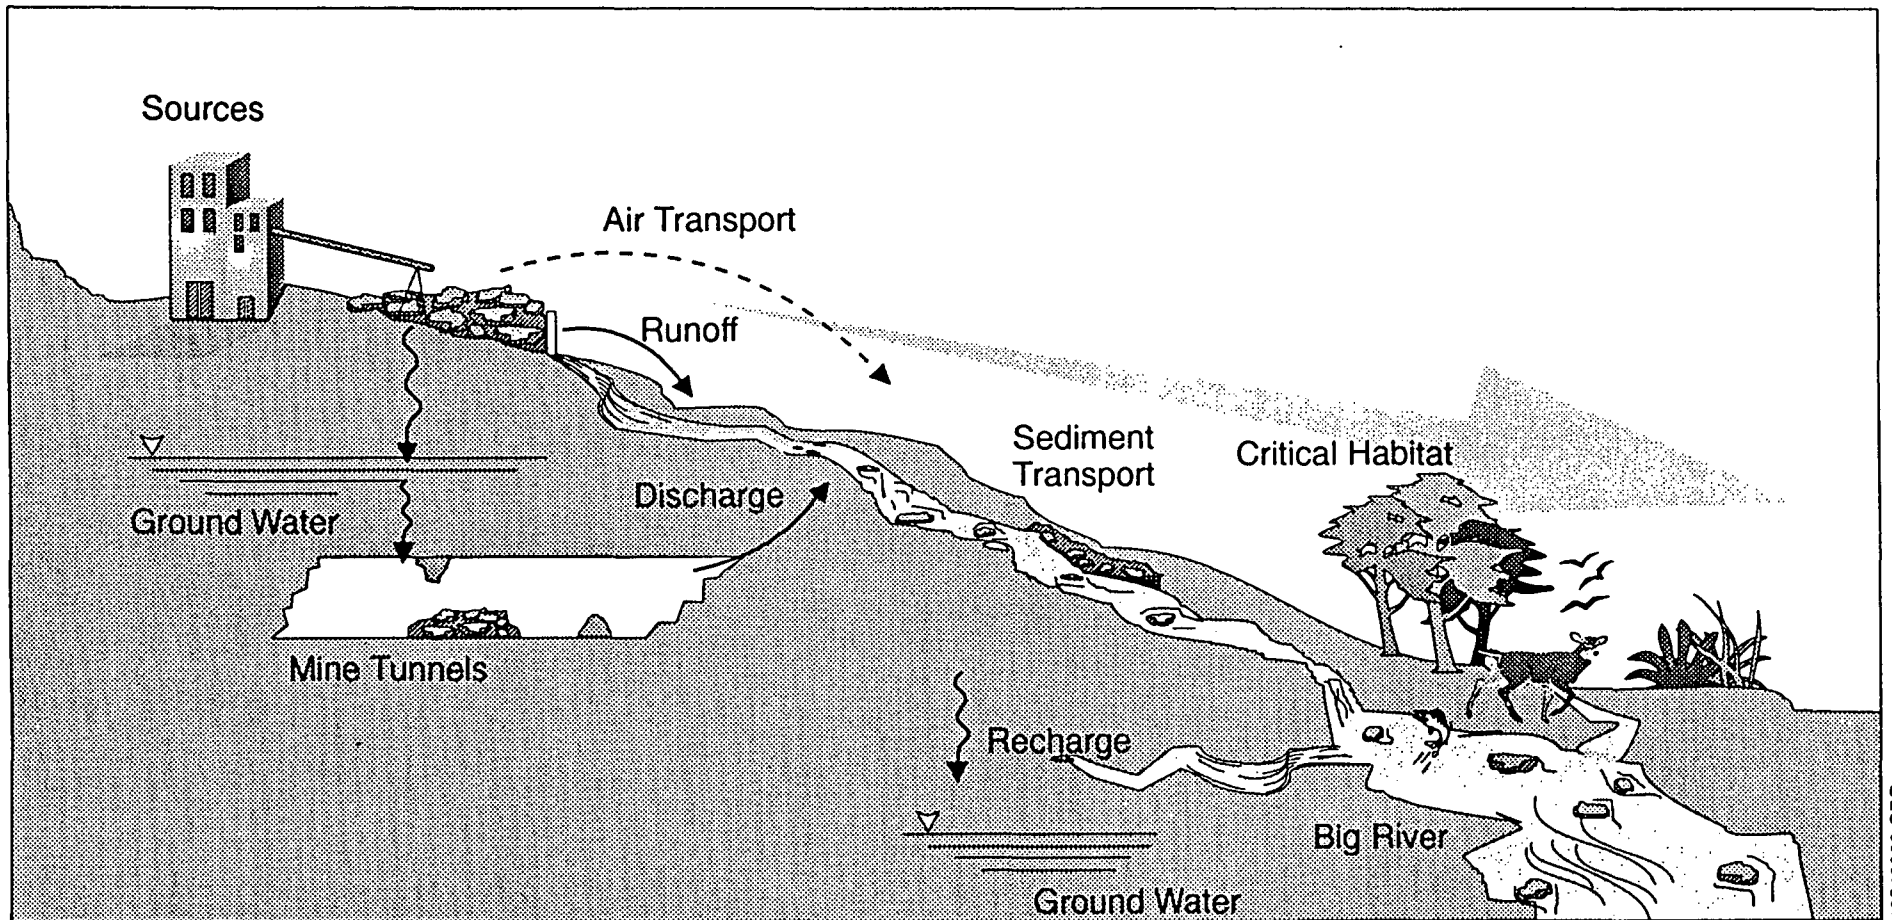 Sources
Air Transport
Runoff
Sediment
Transport
Critical Habitat
Discharge
Ground Water
Mine Tunnels
Recharge
Big River
Ground Water